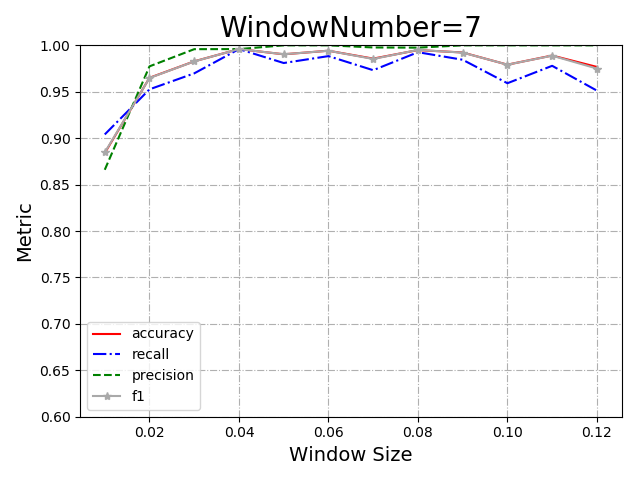 WindowNumber=7
1.00
0.95
0.90
0.85
0.80
0.75
0.70
0.65
0.60
Metric
accuracy
recall
precision
f1
0.02 0.04 0.06 0.08 0.10 0.12
Window Size